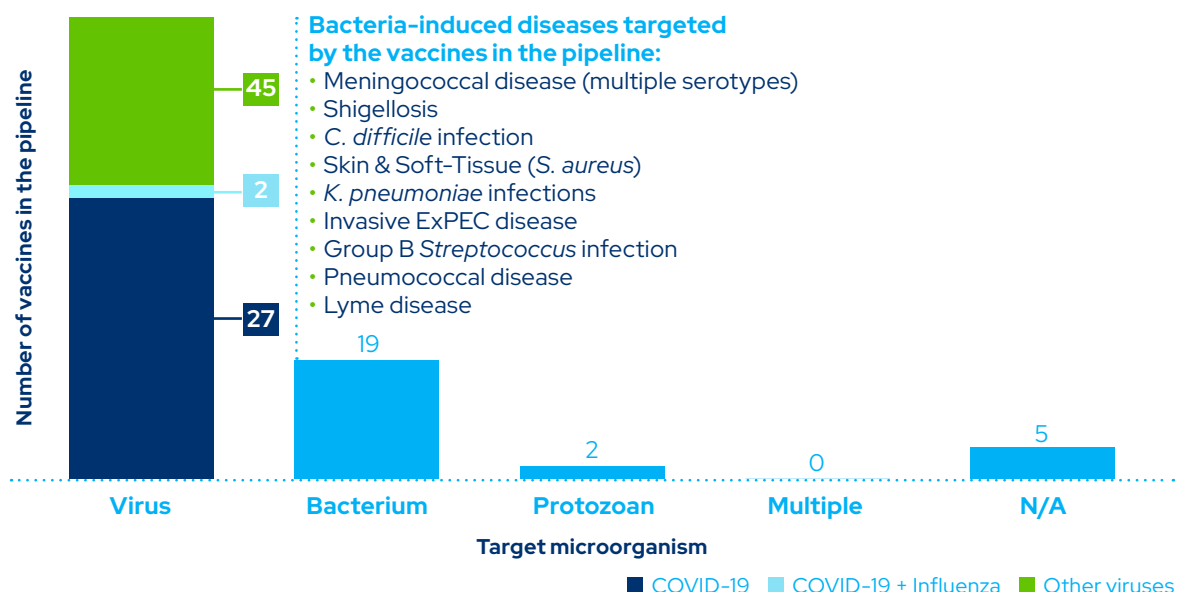 Number of vaccines in the pipeline
45
2
27
Bacteria-induced diseases targeted
by the vaccines in the pipeline:
• Meningococcal disease (multiple serotypes)
• Shigellosis
• C. difficile infection
• Skin & Soft-Tissue (S. aureus)
• K. pneumoniae infections
• Invasive ExPEC disease
• Group B Streptococcus infection
• Pneumococcal disease
• Lyme disease
19
2
0
5
Virus
Bacterium
Protozoan
Multiple
N/A
Target microorganism
COVID-19
COVID-19 + Influenza
Other viruses